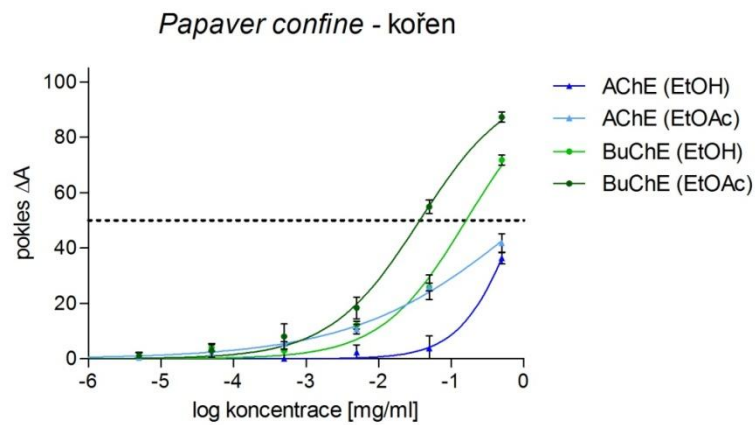 Papaver confine - kořen
100
80
60
40
20
0
pokles ΔA
-6 -5 -4 -3 -2 -1 0
log koncentrace [mg/ml]
AChE (EtOH)
AChE (EtOAc)
BuChE (EtOH)
BuChE (EtOAc)